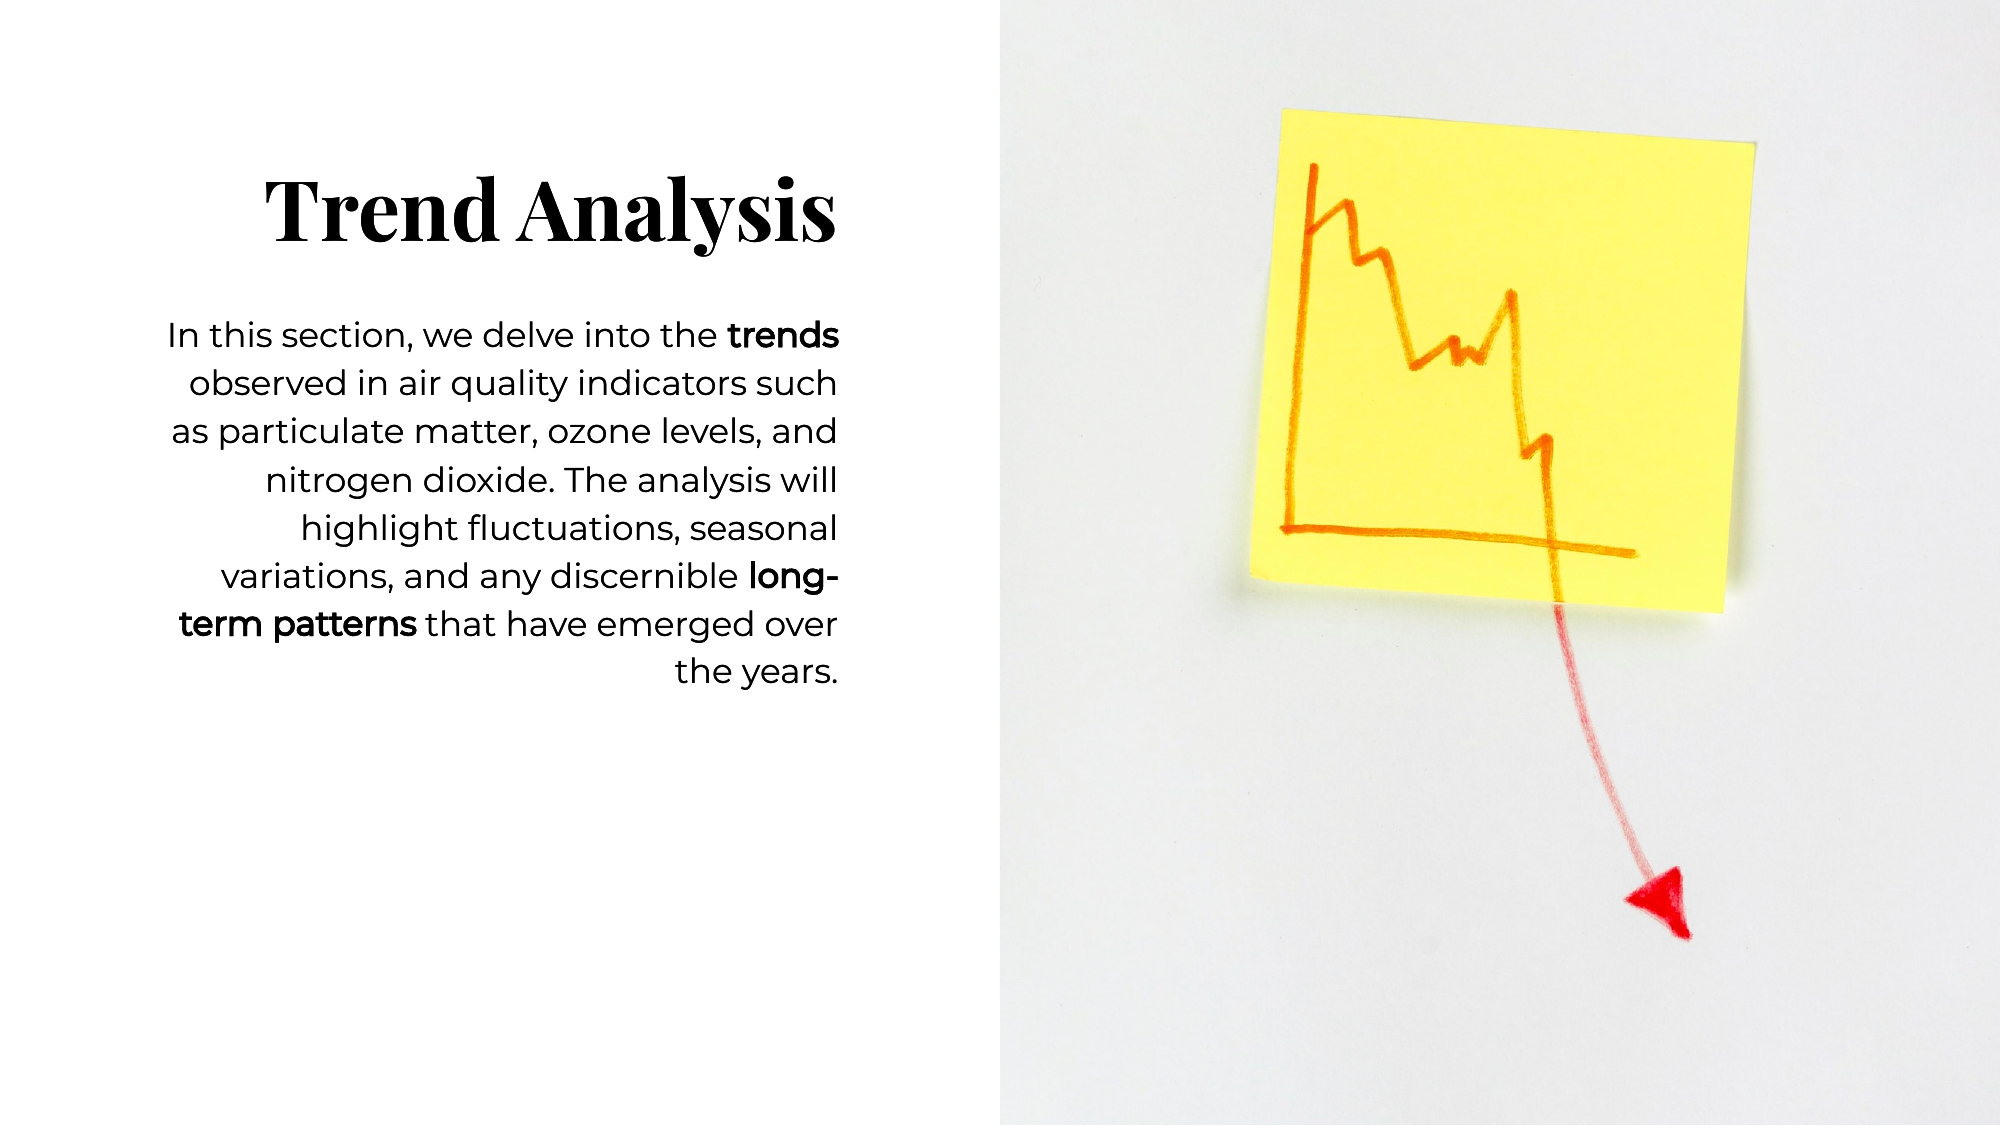 Trend Analysis
In this section, we delve into the trends
observed in air quality indicators such
as particulate matter, ozone levels, and
nitrogen dioxide. The analysis will
highlight fluctuations, seasonal
variations, and any discernible long-
term patterns that have emerged over
the years.